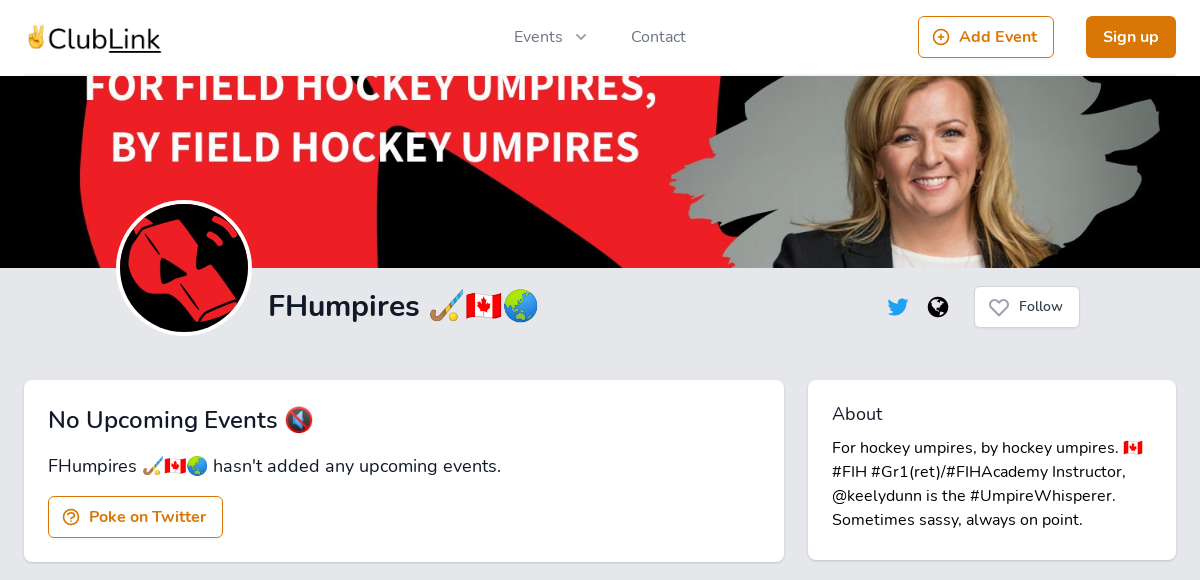 ✌️ClubLink
Events
Contact
Add Event
Sign up
FOR FIELD HOCKEY UMPIRES,
BY FIELD HOCKEY UMPIRES
FHumpires 🏑🇨🇦🌏
Follow
No Upcoming Events 🔇
FHumpires 🏑🇨🇦🌏 hasn't added any upcoming events.
Poke on Twitter
About
For hockey umpires, by hockey umpires. 🇨🇦
#FIH #Gr1(ret)/#FIHAcademy Instructor,
@keelydunn is the #UmpireWhisperer.
Sometimes sassy, always on point.